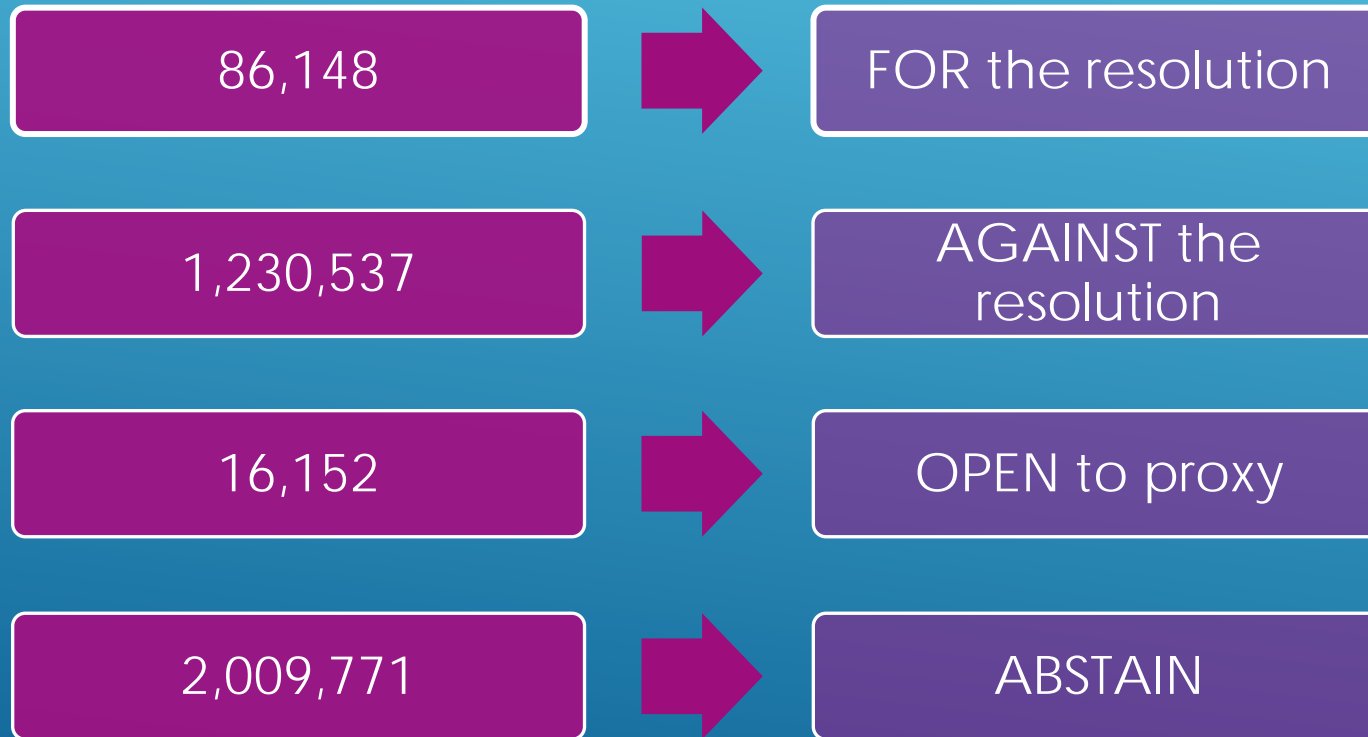 86,148
FOR the resolution
1,230,537
AGAINST the
resolution
16,152
OPEN to proxy
2,009,771
ABSTAIN